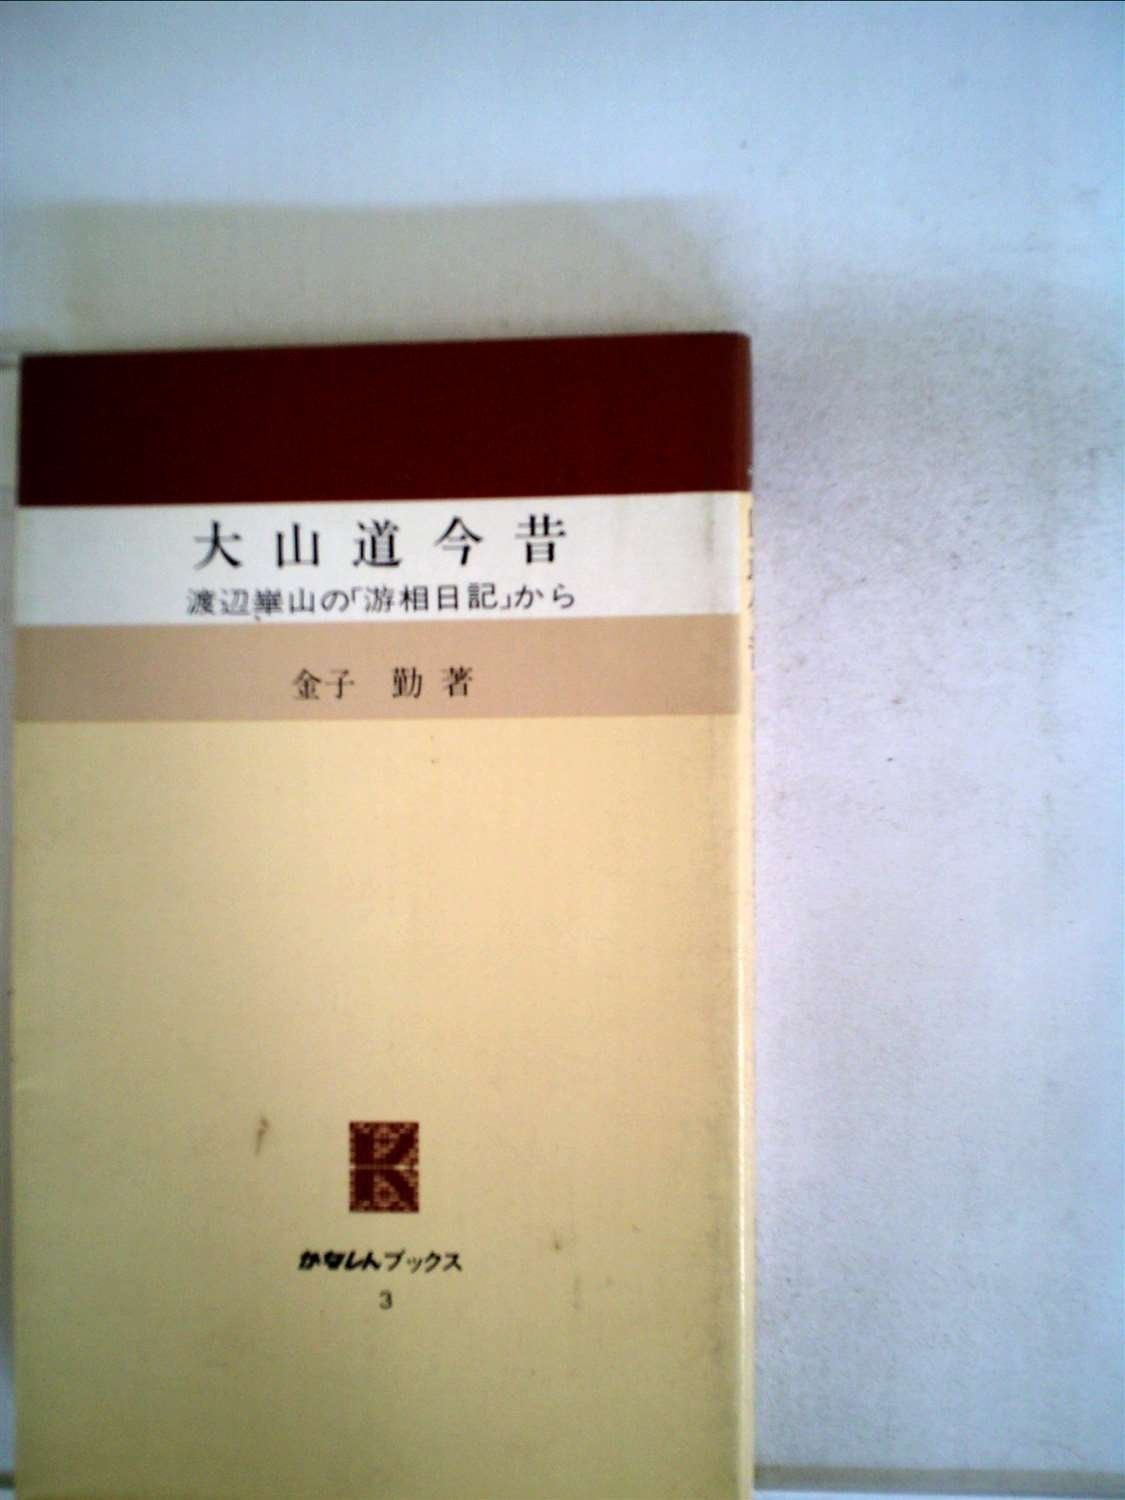 大山道今昔
渡辺崋山の「游相日記」から
金子 勤 著
K
かなしんブックス
3